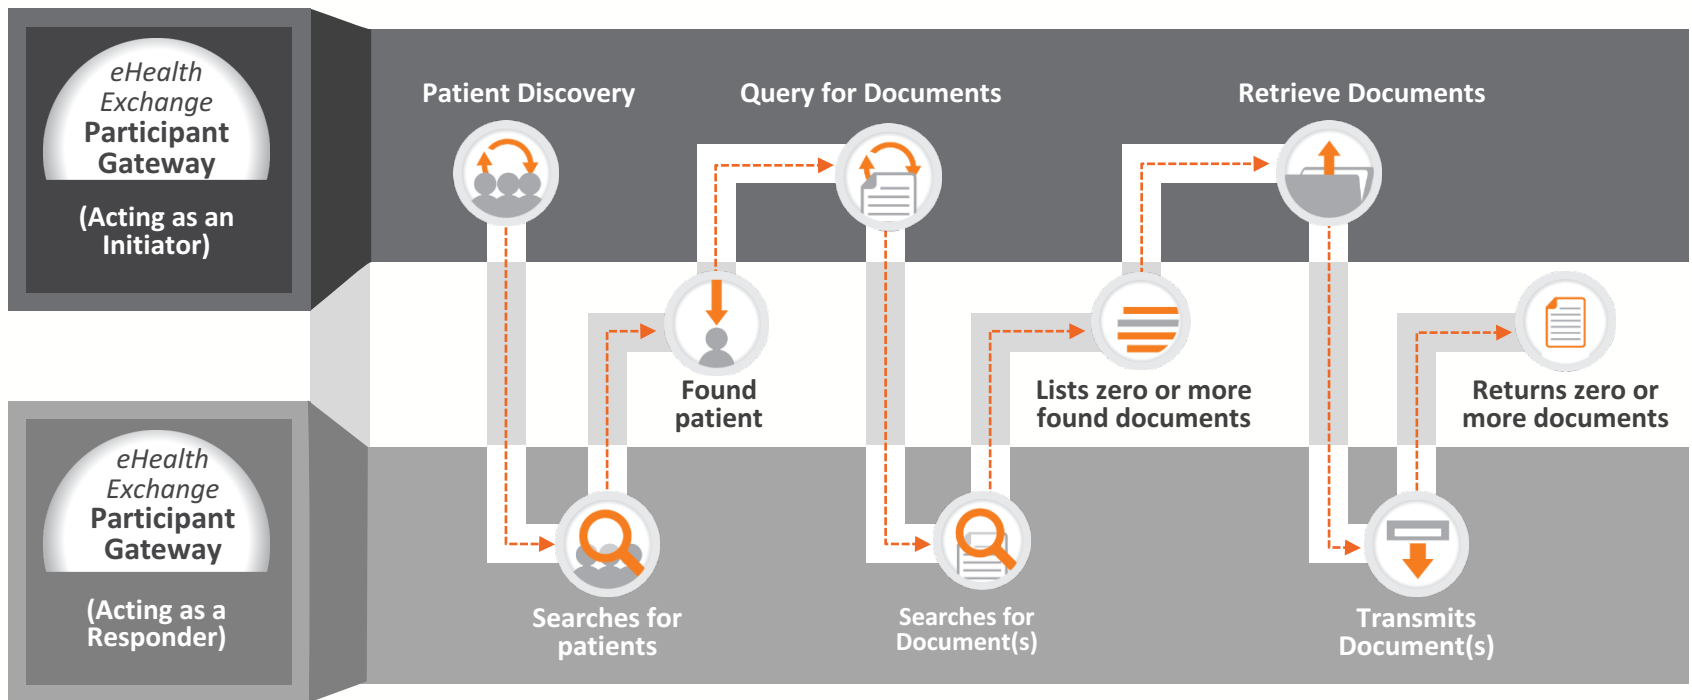 eHealth
Exchange
Participant
Gateway
(Acting as an
Initiator)
Patient Discovery
Query for Documents
Retrieve Documents
Found
patient
Lists zero or more
found documents
Returns zero or
more documents
eHealth
Exchange
Participant
Gateway
(Acting as a
Responder)
Searches for
patients
Searches for
Document(s)
Transmits
Document(s)